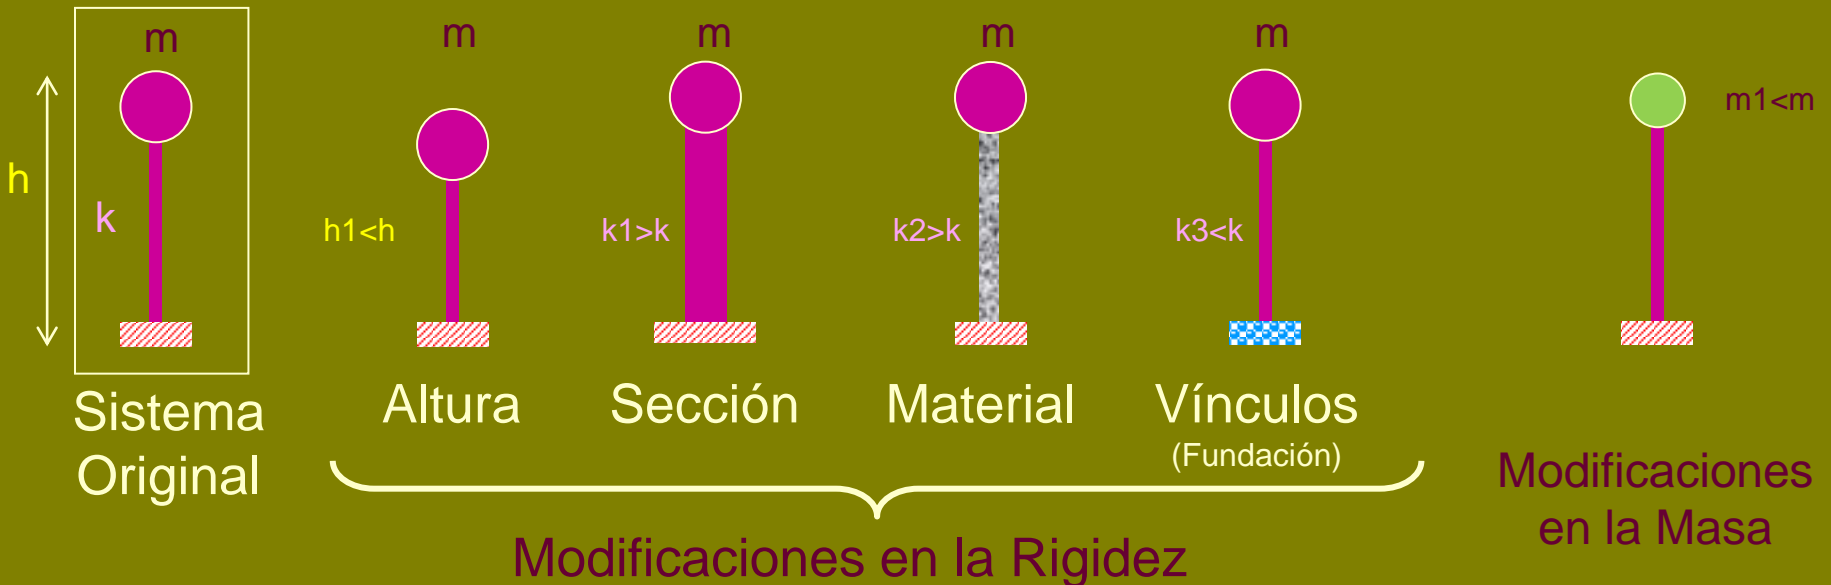 m
m
m
m
m
m1<m
h
k
h1<h
k1>k
k2>k
k3<k
Sistema
Original
Altura
Sección
Material
Vínculos
(Fundación)
Modificaciones en la Rigidez
Modificaciones
en la Masa